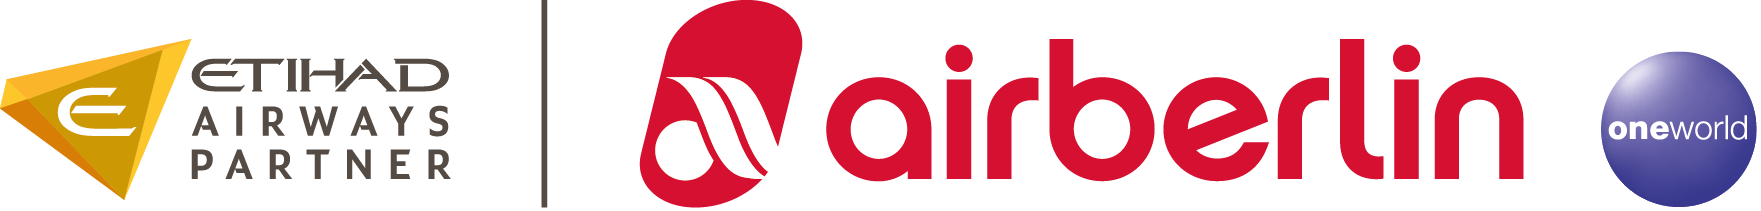 E
ETIHAD
AIRWAYS
PARTNER
airberlin
oneworld